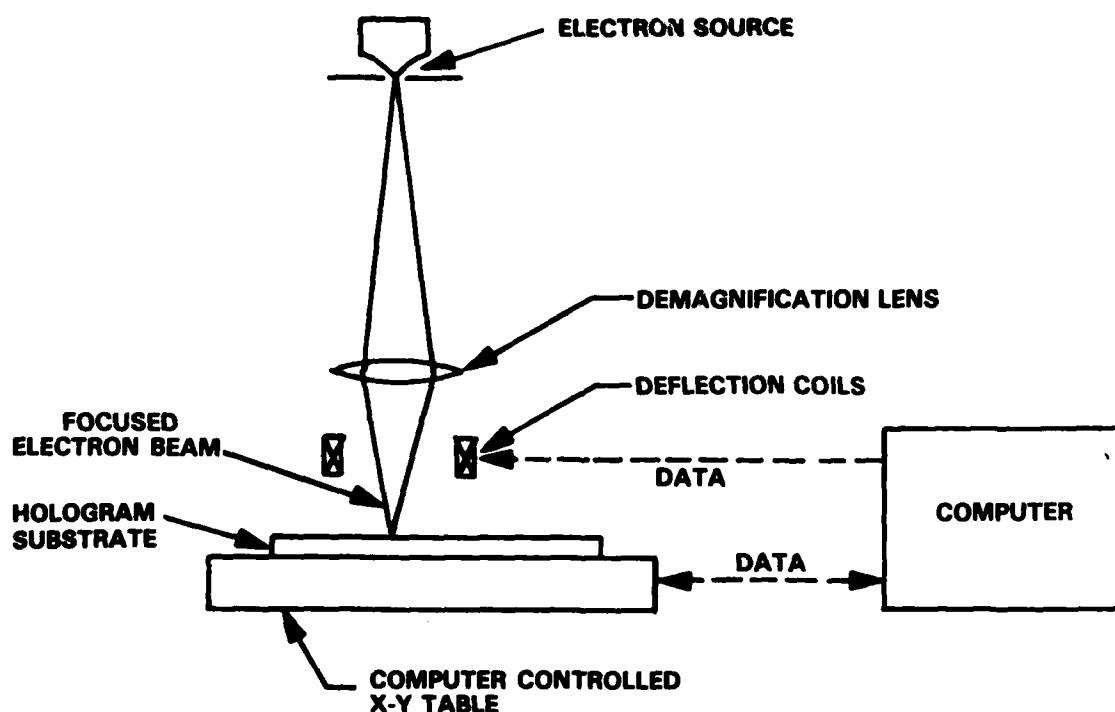 ELECTRON SOURCE
DEMAGNIFICATION LENS
DEFLECTION COILS
FOCUSED
ELECTRON BEAM
DATA
HOLOGRAM
SUBSTRATE
COMPUTER
DATA
COMPUTER CONTROLLED
X-Y TABLE